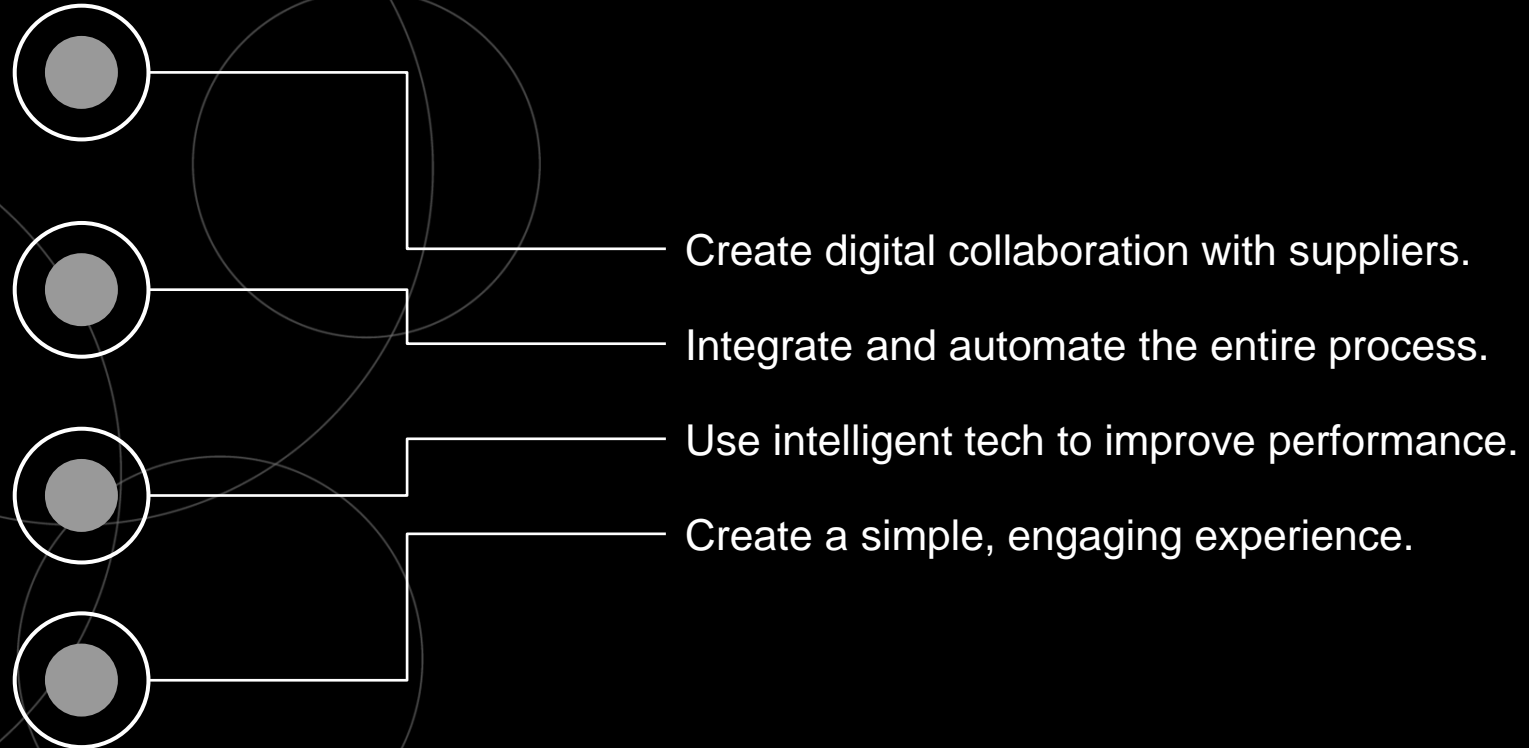 Create digital collaboration with suppliers.
Integrate and automate the entire process.
Use intelligent tech to improve performance.
Create a simple, engaging experience.